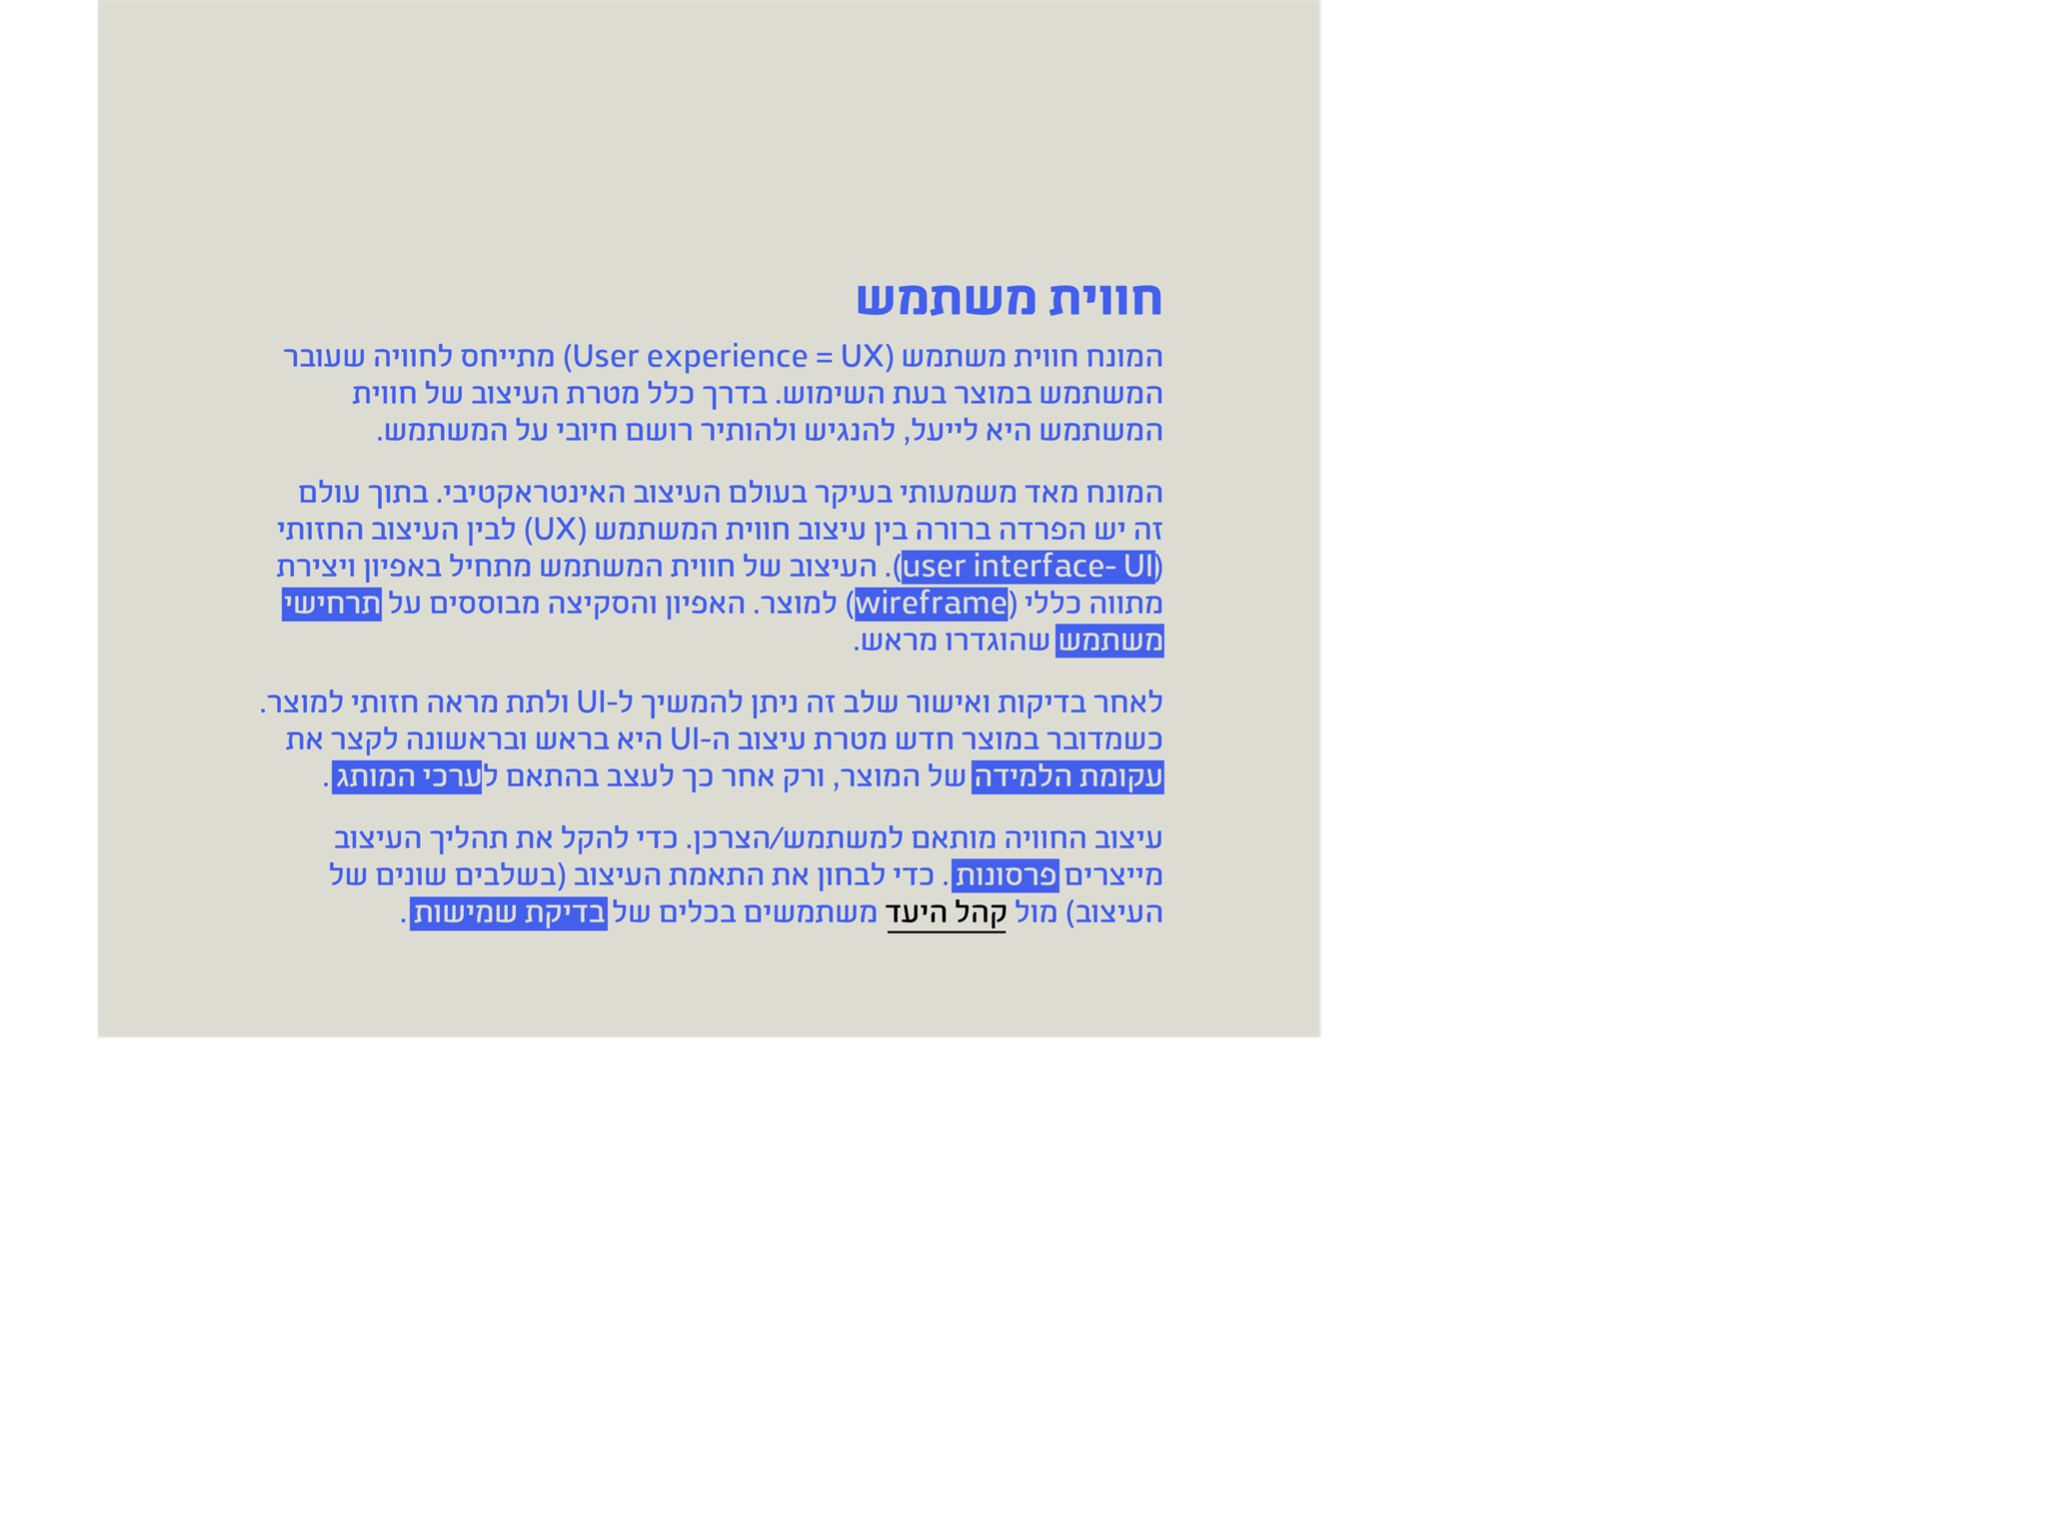 חווית משתמש
המונח חווית משתמש (User experience = UX) מתייחס לחוויה שעובר
המשתמש במוצר בעת השימוש. בדרך כלל מטרת העיצוב של חווית
המשתמש היא לייעל, להנגיש ולהותיר רושם חיובי על המשתמש.
המונח מאד משמעותי בעיקר בעולם העיצוב האינטראקטיבי. בתוך עולם
זה יש הפרדה ברורה בין עיצוב חווית המשתמש (UX) לבין העיצוב החזותי
(user interface- UI). העיצוב של חווית המשתמש מתחיל באפיון ויצירת
מתווה כללי (wireframe) למוצר. האפיון והסקיצה מבוססים על תרחישי
משתמש שהוגדרו מראש.
לאחר בדיקות ואישור שלב זה ניתן להמשיך ל-UI ולתת מראה חזותי למוצר.
כשמדובר במוצר חדש מטרת עיצוב ה-UI היא בראש ובראשונה לקצר את
עקומת הלמידה של המוצר, ורק אחר כך לעצב בהתאם לערכי המותג.
עיצוב החוויה מותאם למשתמש/הצרכן. כדי להקל את תהליך העיצוב
מייצרים פרסונות. כדי לבחון את התאמת העיצוב (בשלבים שונים של
העיצוב) מול קהל היעד משתמשים בכלים של בדיקת שמישות.